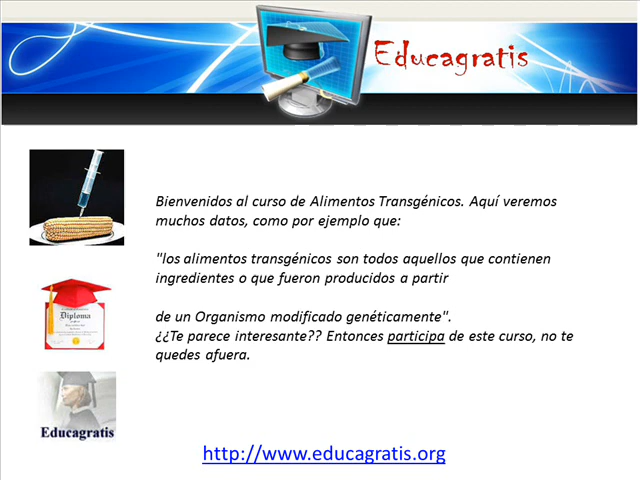 Educagratis
Bienvenidos al curso de Alimentos Transgénicos. Aquí veremos
muchos datos, como por ejemplo que:
"los alimentos transgénicos son todos aquellos que contienen
ingredientes o que fueron producidos a partir
de un Organismo modificado genéticamente".
¿¿Te parece interesante?? Entonces participa de este curso, no te
quedes afuera.
Diploma
Educagratis
http://www.educagratis.org